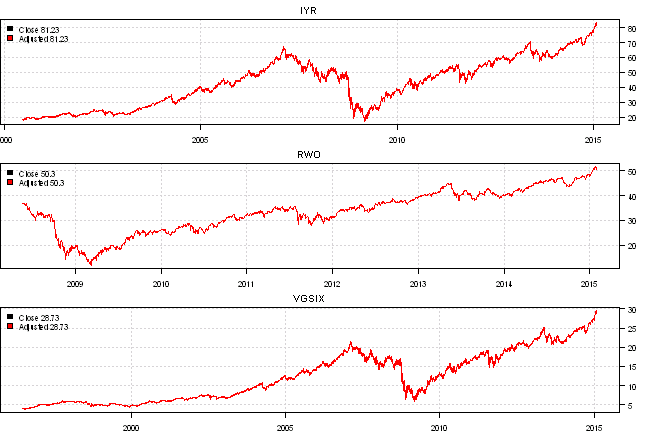 IYR
Close 81.23
Adjusted 81.23
80
70
60
50
40
30
20
000 2005 2010 2015
RWO
Close 50.3
Adjusted 50.3
50
40
30
20
2009 2010 2011 2012 2013 2014 2015
VGSIX
Close 28.73
Adjusted 28.73
30
25
20
15
10
5
2000 2005 2010 2015